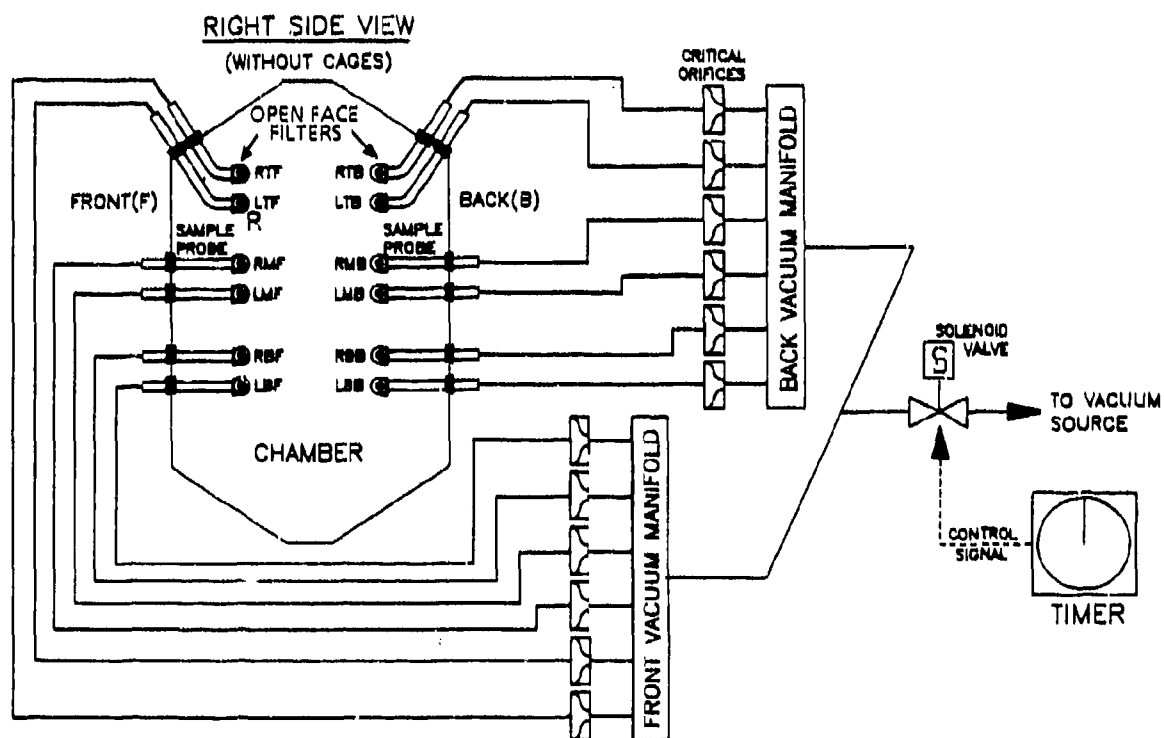 RIGHT SIDE VIEW
(WITHOUT CAGES)
CRITICAL
ORIFICES
OPEN FACE
FILTERS
RTF
RTB
LTF
LTB
FRONT(F)
BACK(B)
R
SAMPLE
PROBE
SAMPLE
PROBE
RMF
RMB
LMF
LMB
RBF
RBB
LBF
LBB
CHAMBER
BACK VACUUM MANIFOLD
FRONT VACUUM MANIFOLD
SOLENOID
VALVE
S
TO VACUUM
SOURCE
CONTROL
SIGNAL
TIMER